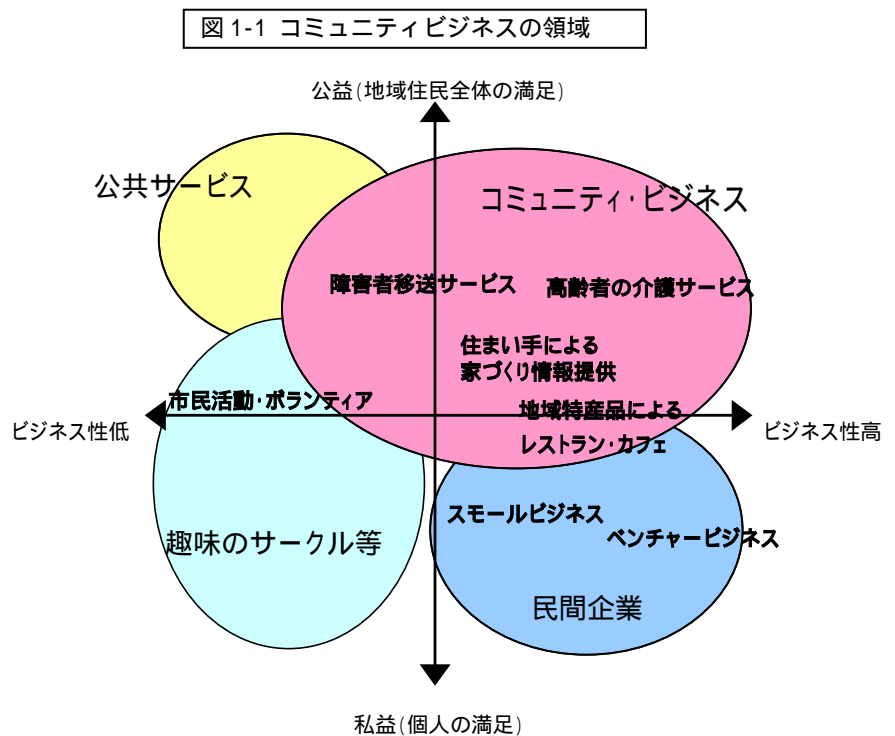 図 1-1 コミュニティビジネスの領域
公益(地域住民全体の満足)
公共サービス
コミュニティ・ビジネス
障害者移送サービス
高齢者の介護サービス
住まい手による
家づくり情報提供
市民活動・ボランティア
地域特産品による
ビジネス性低
ビジネス性高
レストラン・カフェ
スモールビジネス
ベンチャービジネス
趣味のサークル等
民間企業
私益(個人の満足)